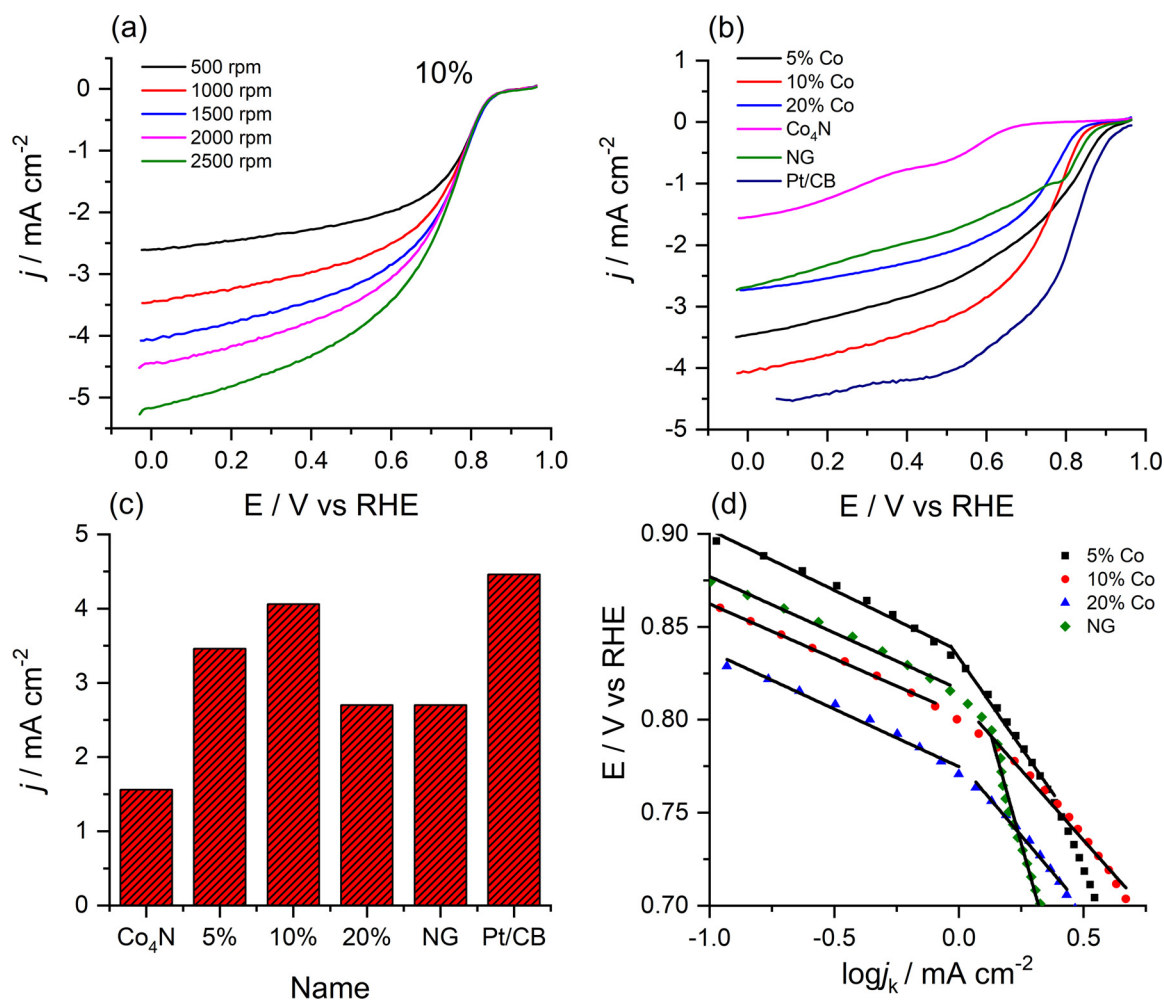 (a)
10%
500 rpm
1000 rpm
1500 rpm
2000 rpm
2500 rpm
0
-1
-2
-3
-4
-5
j / mA cm⁻²
0.0 0.2 0.4 0.6 0.8 1.0
E / V vs RHE
(b)
5% Co
10% Co
20% Co
Co₄N
NG
Pt/CB
1
0
-1
-2
-3
-4
-5
j / mA cm⁻²
0.0 0.2 0.4 0.6 0.8 1.0
E / V vs RHE
(c)
5
4
3
2
1
0
j / mA cm⁻²
Co₄N 5% 10% 20% NG Pt/CB
Name
(d)
5% Co
10% Co
20% Co
NG
0.90
0.85
0.80
0.75
0.70
E / V vs RHE
-1.0 -0.5 0.0 0.5
logjₖ / mA cm⁻²